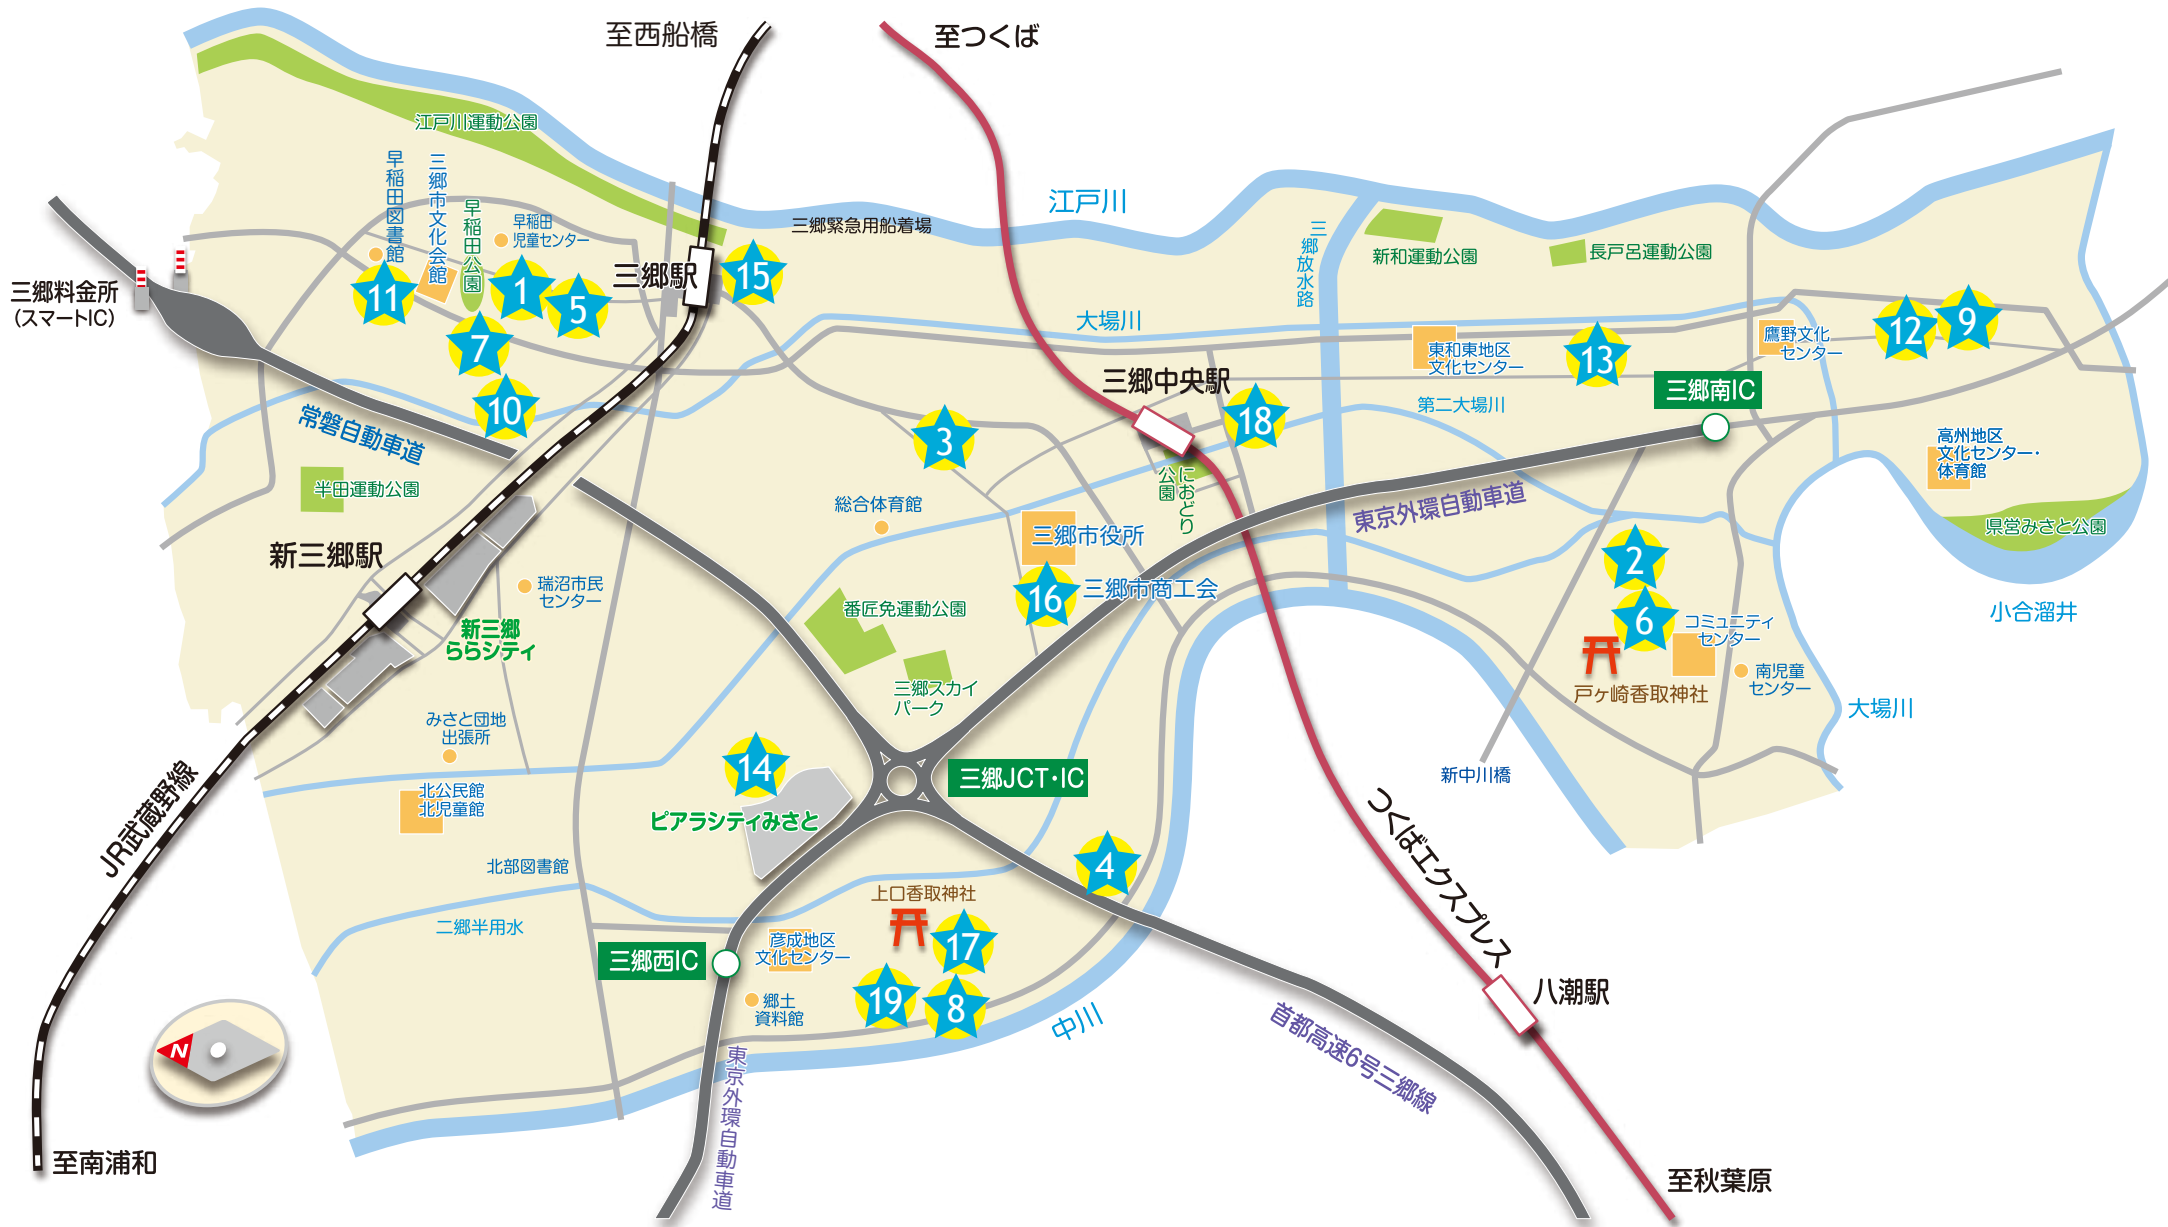 至西船橋
至つくば
江戸川運動公園
早稲田図書館
三郷市文化会館
早稲田公園
早稲田
児童センター
三郷駅
三郷緊急用船着場
江戸川
三郷放水路
新和運動公園
長戸呂運動公園
三郷料金所
(スマートIC)
11
1
5
7
10
15
大場川
東和東地区
文化センター
13
鷹野文化
センター
12
9
三郷中央駅
18
三郷南IC
第二大場川
常磐自動車道
3
半田運動公園
総合体育館
におどり
公園
東京外環自動車道
高州地区
文化センター・
体育館
県営みさと公園
小合溜井
新三郷駅
三郷市役所
16
三郷市商工会
瑞沼市民
センター
新三郷
ららシティ
番匠免運動公園
三郷スカイ
パーク
2
6
コミュニティ
センター
南児童
センター
戸ヶ崎香取神社
大場川
新中川橋
みさと団地
出張所
北公民館
北児童館
14
ピアラシティみさと
三郷JCT・IC
JR武蔵野線
つくばエクスプレス
北部図書館
4
二郷半用水
上口香取神社
三郷西IC
彦成地区
文化センター
17
19
8
郷土
資料館
中川
八潮駅
首都高速6号三郷線
東京外環自動車道
N
至南浦和
至秋葉原